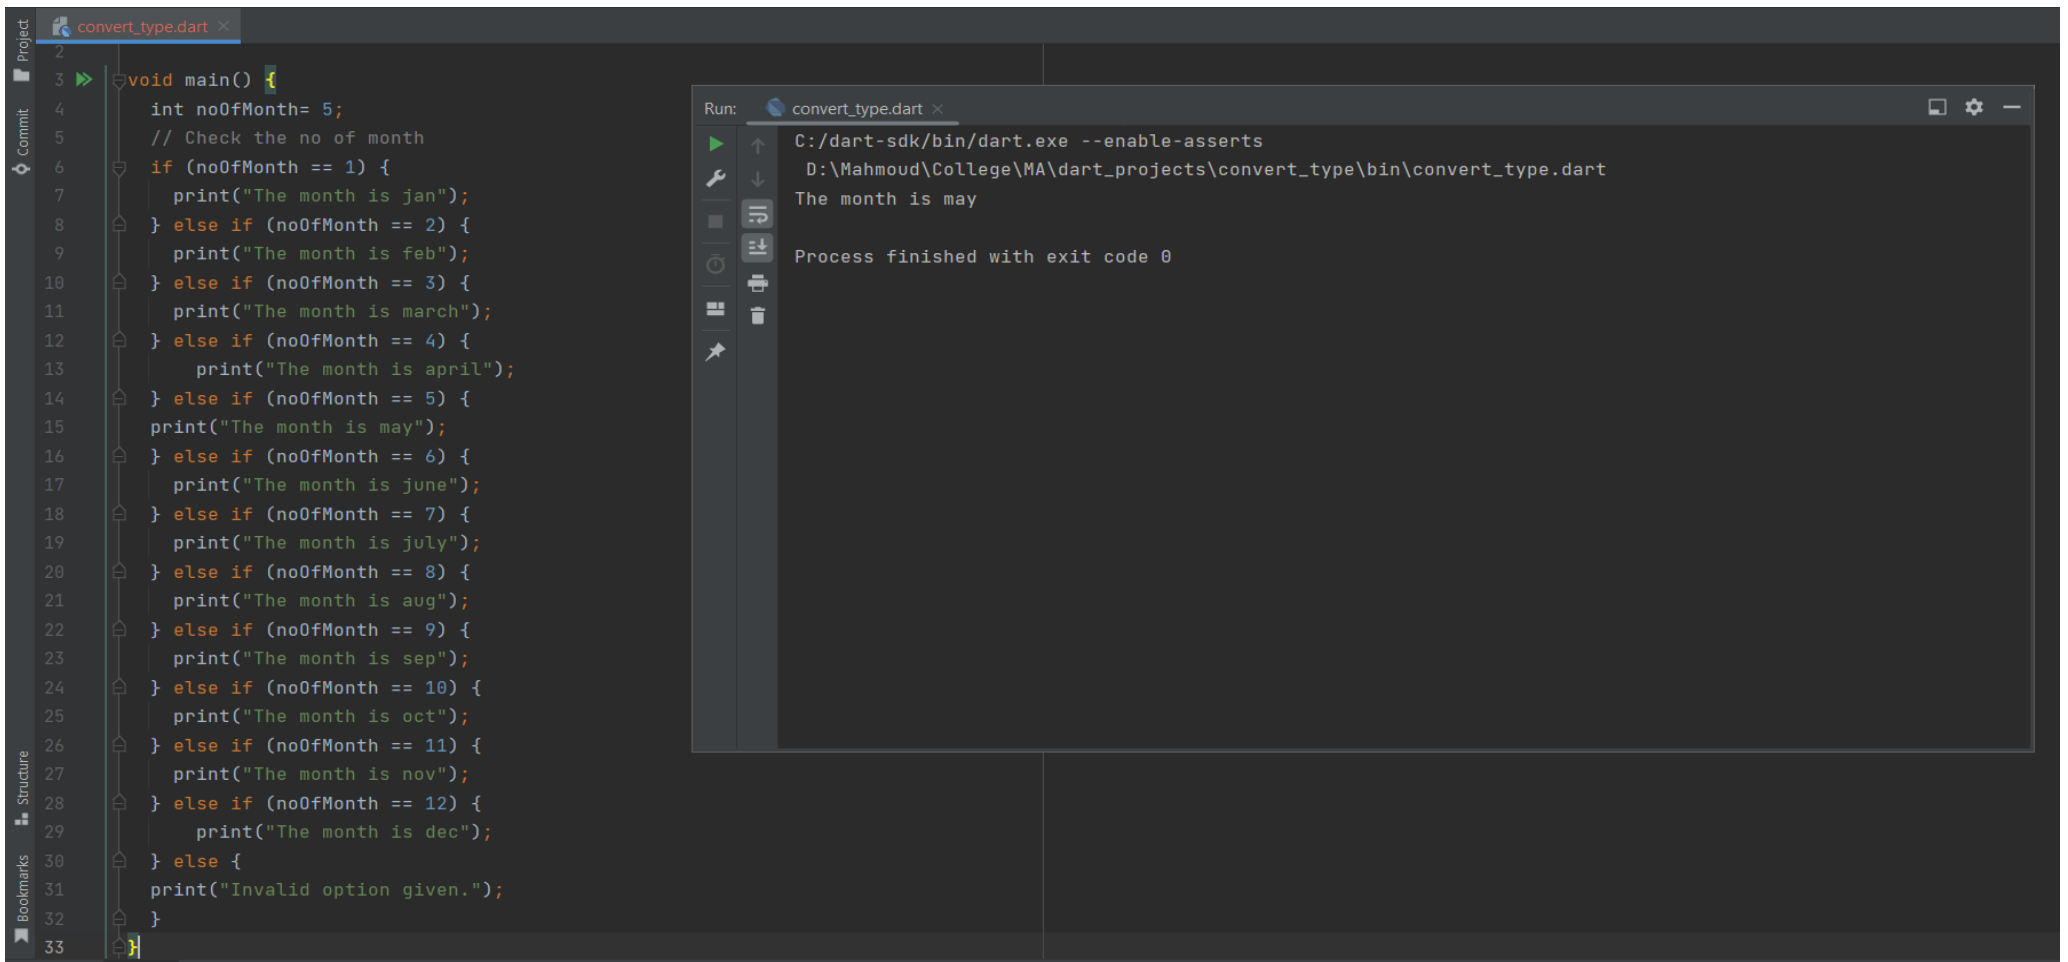 Project
Commit
Structure
Bookmarks
convert_type.dart
2
3 void main() {
4 int noOfMonth= 5;
5 // Check the no of month
6 if (noOfMonth == 1) {
7 print("The month is jan");
8 } else if (noOfMonth == 2) {
9 print("The month is feb");
10 } else if (noOfMonth == 3) {
11 print("The month is march");
12 } else if (noOfMonth == 4) {
13 print("The month is april");
14 } else if (noOfMonth == 5) {
15 print("The month is may");
16 } else if (noOfMonth == 6) {
17 print("The month is june");
18 } else if (noOfMonth == 7) {
19 print("The month is july");
20 } else if (noOfMonth == 8) {
21 print("The month is aug");
22 } else if (noOfMonth == 9) {
23 print("The month is sep");
24 } else if (noOfMonth == 10) {
25 print("The month is oct");
26 } else if (noOfMonth == 11) {
27 print("The month is nov");
28 } else if (noOfMonth == 12) {
29 print("The month is dec");
30 } else {
31 print("Invalid option given.");
32 }
33 }
Run: convert_type.dart
C:/dart-sdk/bin/dart.exe --enable-asserts
D:\Mahmoud\College\MA\dart_projects\convert_type\bin\convert_type.dart
The month is may
Process finished with exit code 0